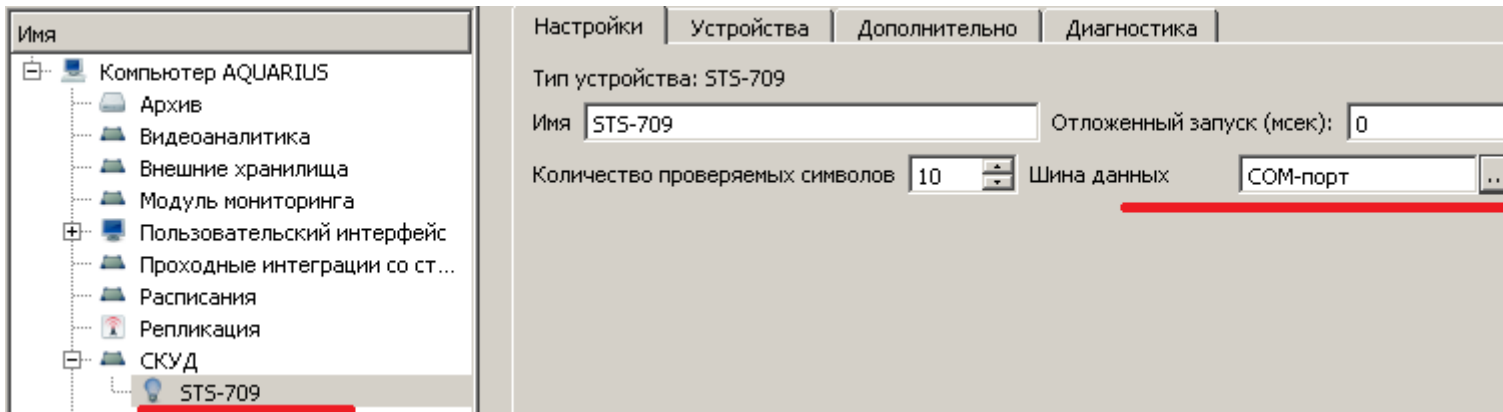 Имя
Компьютер AQUARIUS
Архив
Видеоаналитика
Внешние хранилища
Модуль мониторинга
Пользовательский интерфейс
Проходные интеграции со ст...
Расписания
Репликация
СКУД
STS-709
Настройки Устройства Дополнительно Диагностика
Тип устройства: STS-709
Имя STS-709 Отложенный запуск (мсек): 0
Количество проверяемых символов 10 Шина данных COM-порт ...